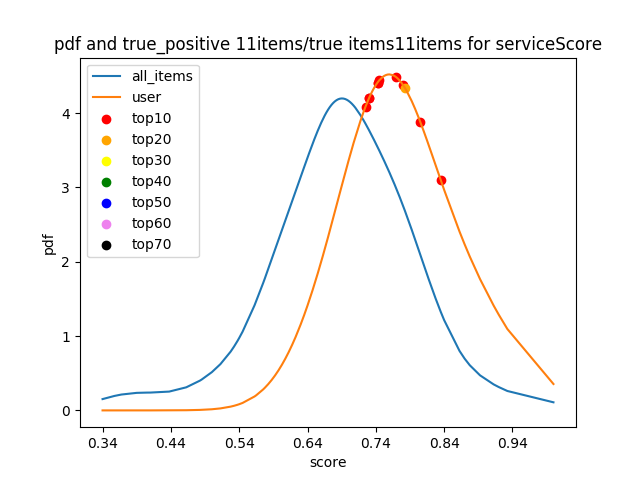 pdf and true_positive 11items/true items11items for serviceScore
all_items
user
top10
top20
top30
top40
top50
top60
top70
pdf
4
3
2
1
0
0.34 0.44 0.54 0.64 0.74 0.84 0.94
score